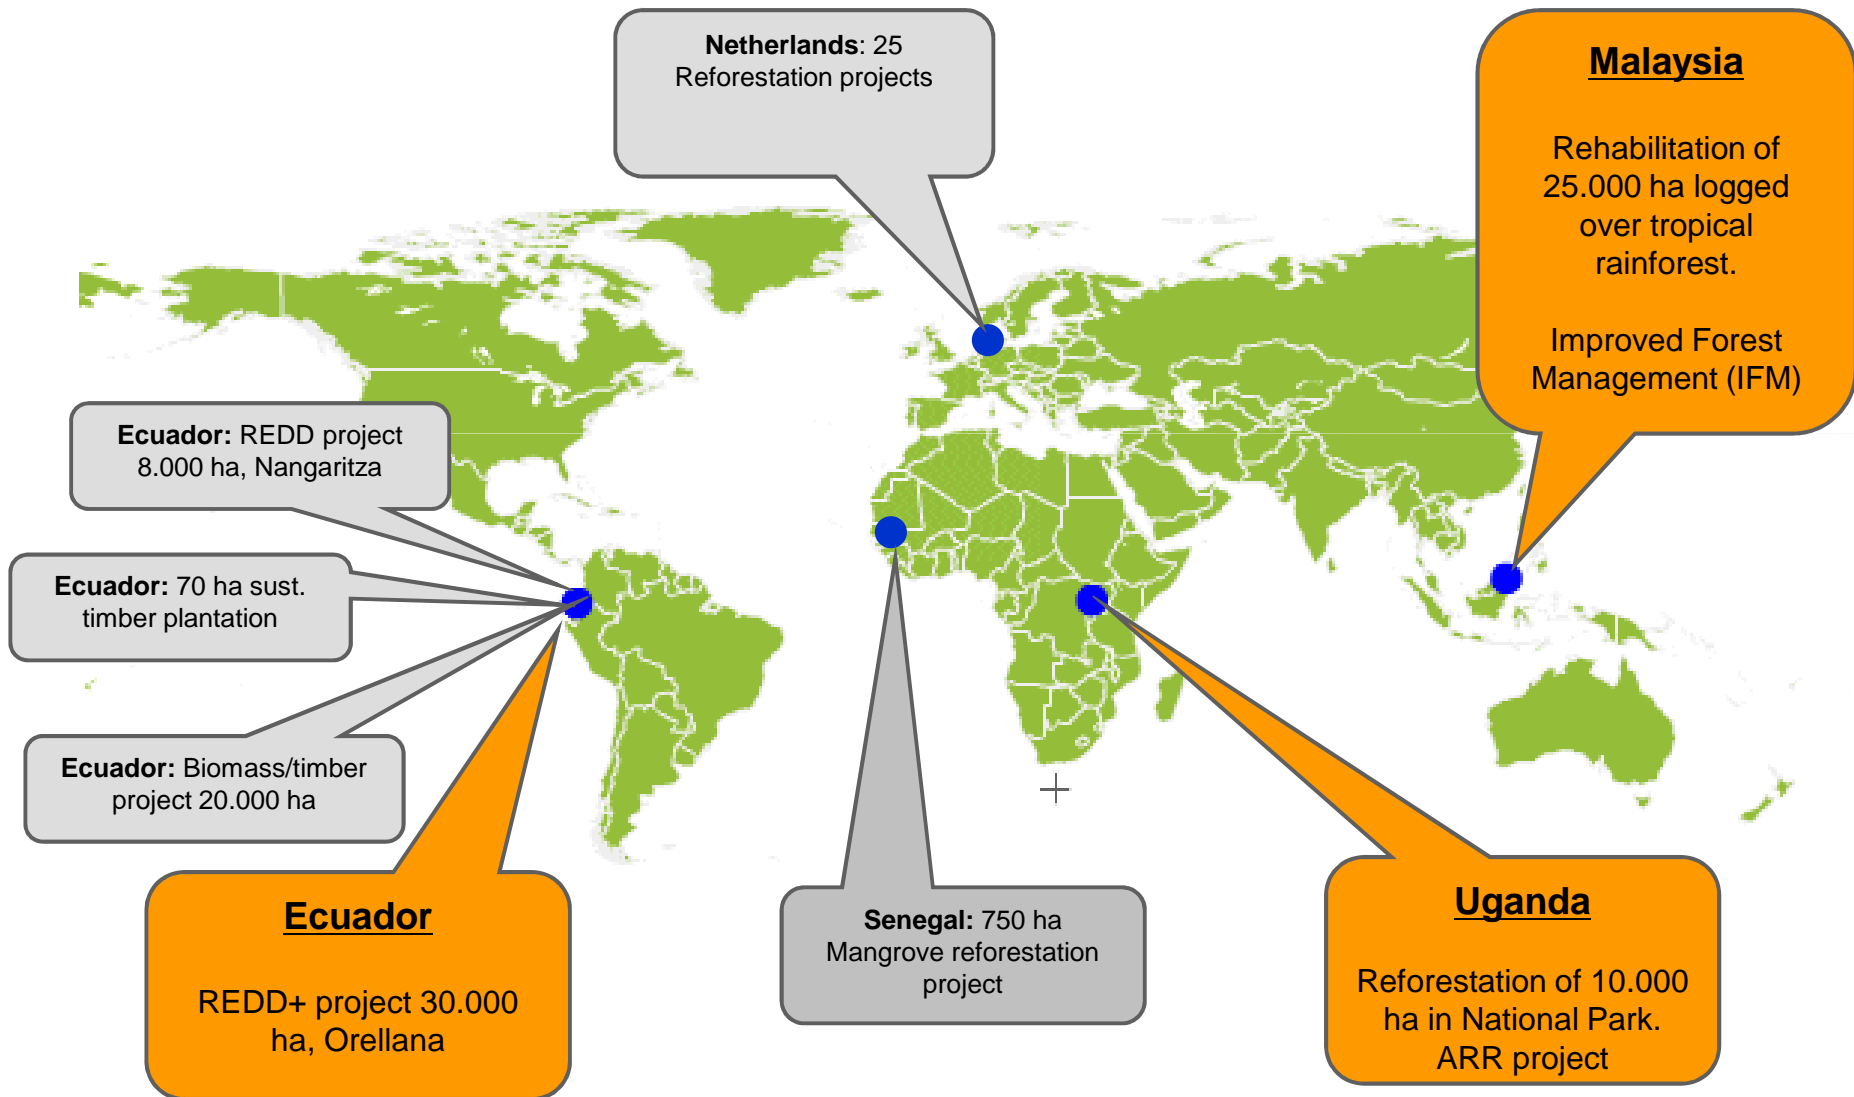 Netherlands: 25
Reforestation projects
Malaysia
Rehabilitation of
25.000 ha logged
over tropical
rainforest.
Improved Forest
Management (IFM)
Ecuador: REDD project
8.000 ha, Nangaritza
Ecuador: 70 ha sust.
timber plantation
Ecuador: Biomass/timber
project 20.000 ha
Ecuador
REDD+ project 30.000
ha, Orellana
Senegal: 750 ha
Mangrove reforestation
project
Uganda
Reforestation of 10.000
ha in National Park.
ARR project